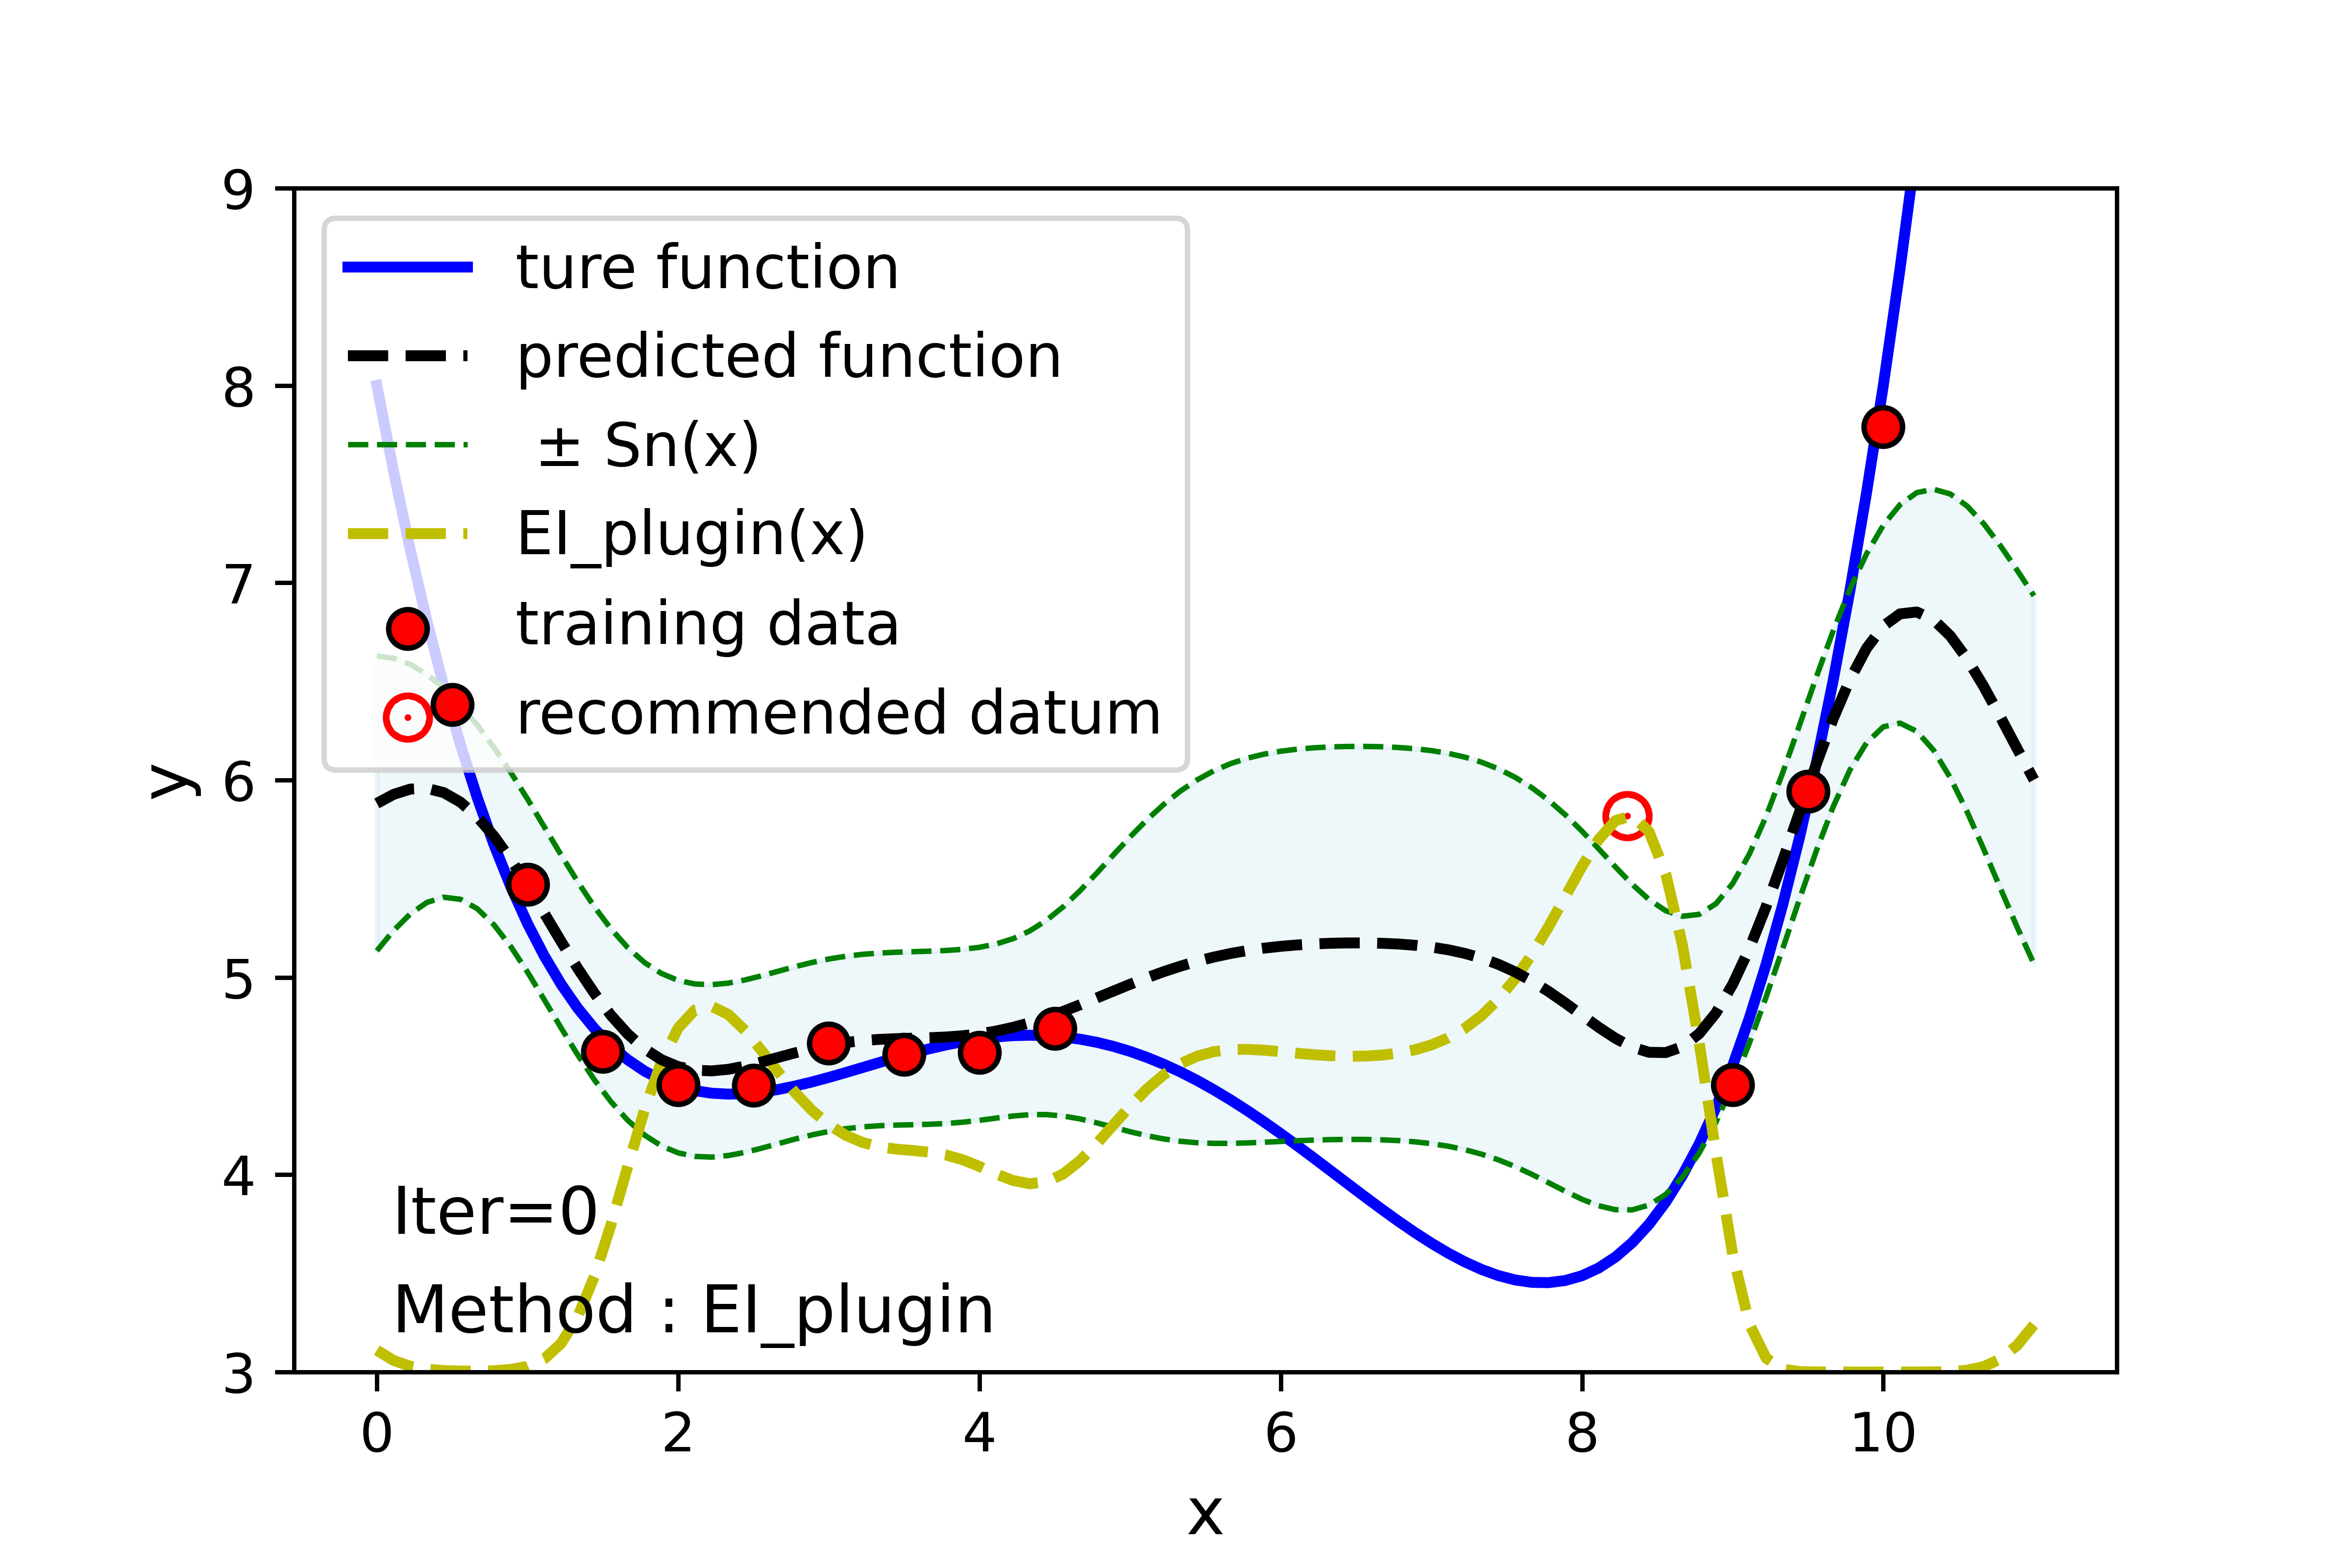 9
8
7
6
5
4
3
y
ture function
predicted function
± Sn(x)
EI_plugin(x)
training data
recommended datum
Iter=0
Method : EI_plugin
0 2 4 6 8 10
x